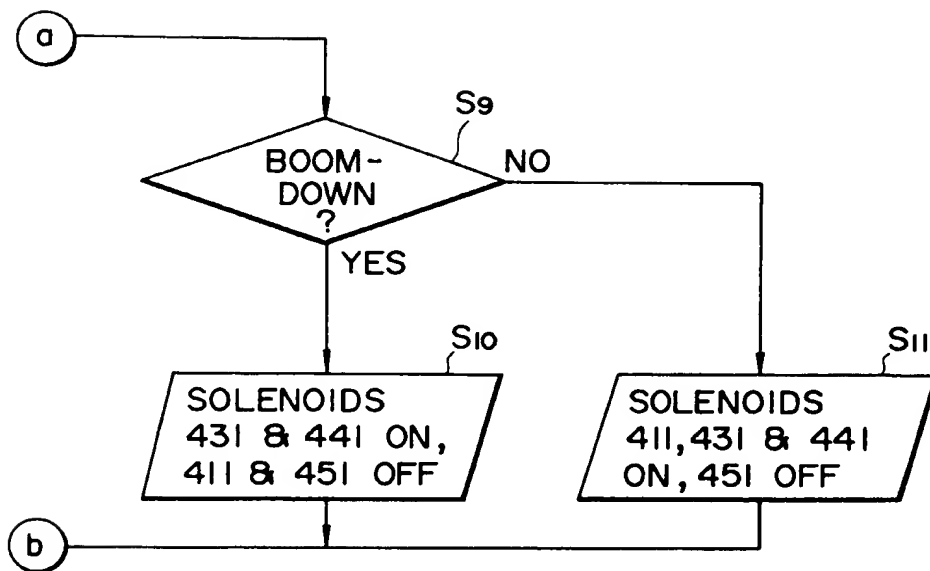 a
S9
BOOM-
DOWN
?
NO
YES
S10
SOLENOIDS
431 & 441 ON,
411 & 451 OFF
S11
SOLENOIDS
411, 431 & 441
ON, 451 OFF
b